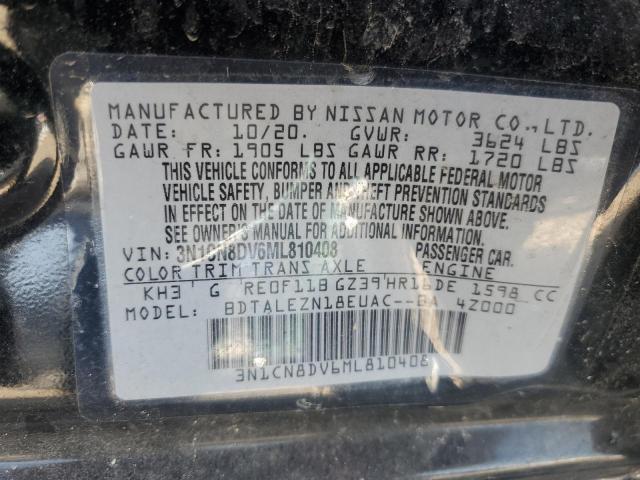 MANUFACTURED BY NISSAN MOTOR CO., LTD.
DATE: 10/20. GVWR: 3624 LBS
GAWR FR: 1905 LBS GAWR RR: 1720 LBS
THIS VEHICLE CONFORMS TO ALL APPLICABLE FEDERAL MOTOR
VEHICLE SAFETY, BUMPER AND THEFT PREVENTION STANDARDS
IN EFFECT ON THE DATE OF MANUFACTURE SHOWN ABOVE.
SEE OWNER'S MANUAL FOR ADDITIONAL INFORMATION.
VIN: 3N1CN8DV6ML810408 PASSENGER CAR.
COLOR TRIM TRANS AXLE ENGINE
KH3 G RE0F11B GZ39 HR16DE 1598 CC
MODEL BDTALEZN18EUAC--BA 4Z000
3N1CN8DV6ML810408